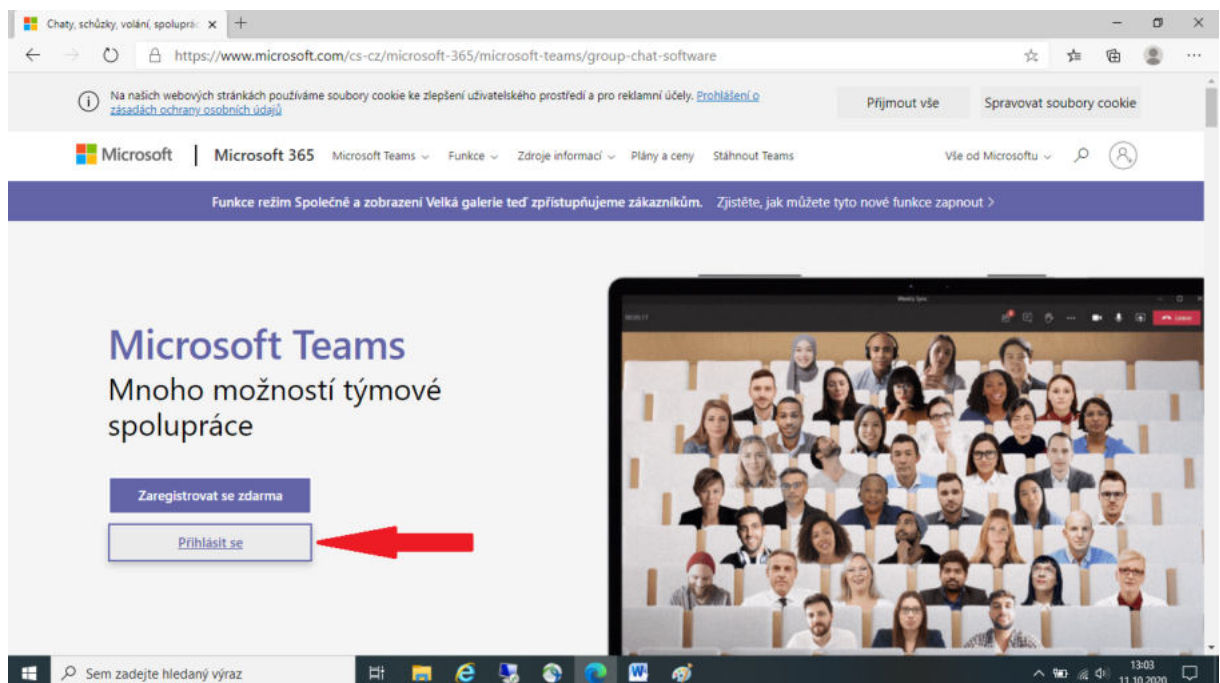 Chaty, schůzky, volání, spoluprác
https://www.microsoft.com/cs-cz/microsoft-365/microsoft-teams/group-chat-software
Na našich webových stránkách používáme soubory cookie ke zlepšení uživatelského prostředí a pro reklamní účely. Prohlášení o
zásadách ochrany osobních údajů
Přijmout vše
Spravovat soubory cookie
Microsoft
Microsoft 365
Microsoft Teams
Funkce
Zdroje informací
Plány a ceny
Stáhnout Teams
Vše od Microsoftu
Funkce režim Společně a zobrazení Velká galerie teď zpřístupňujeme zákazníkům. Zjistěte, jak můžete tyto nové funkce zapnout >
Weekly Sync
Leave
Microsoft Teams
Mnoho možností týmové
spolupráce
Zaregistrovat se zdarma
Přihlásit se
Sem zadejte hledaný výraz
13:03
11.10.2020